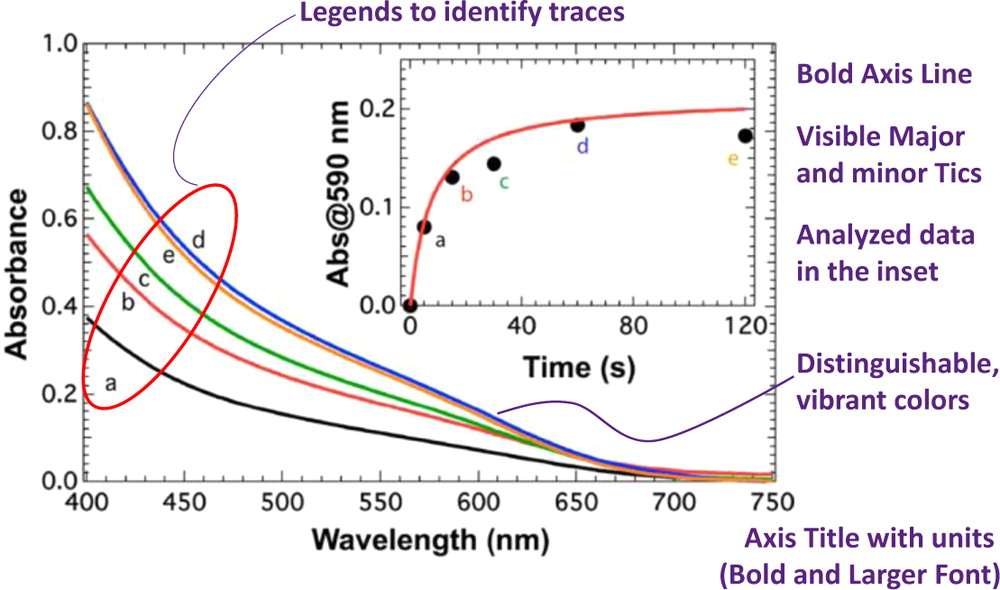 Legends to identify traces
1.0
0.8
0.6
0.4
0.2
0.0
Absorbance
400
450
500
550
600
650
700
750
Wavelength (nm)
d
e
c
b
a
0.2
0.1
0.0
Abs@590 nm
0
40
80
120
Time (s)
a
b
c
d
e
Bold Axis Line
Visible Major
and minor Tics
Analyzed data
in the inset
Distinguishable,
vibrant colors
Axis Title with units
(Bold and Larger Font)